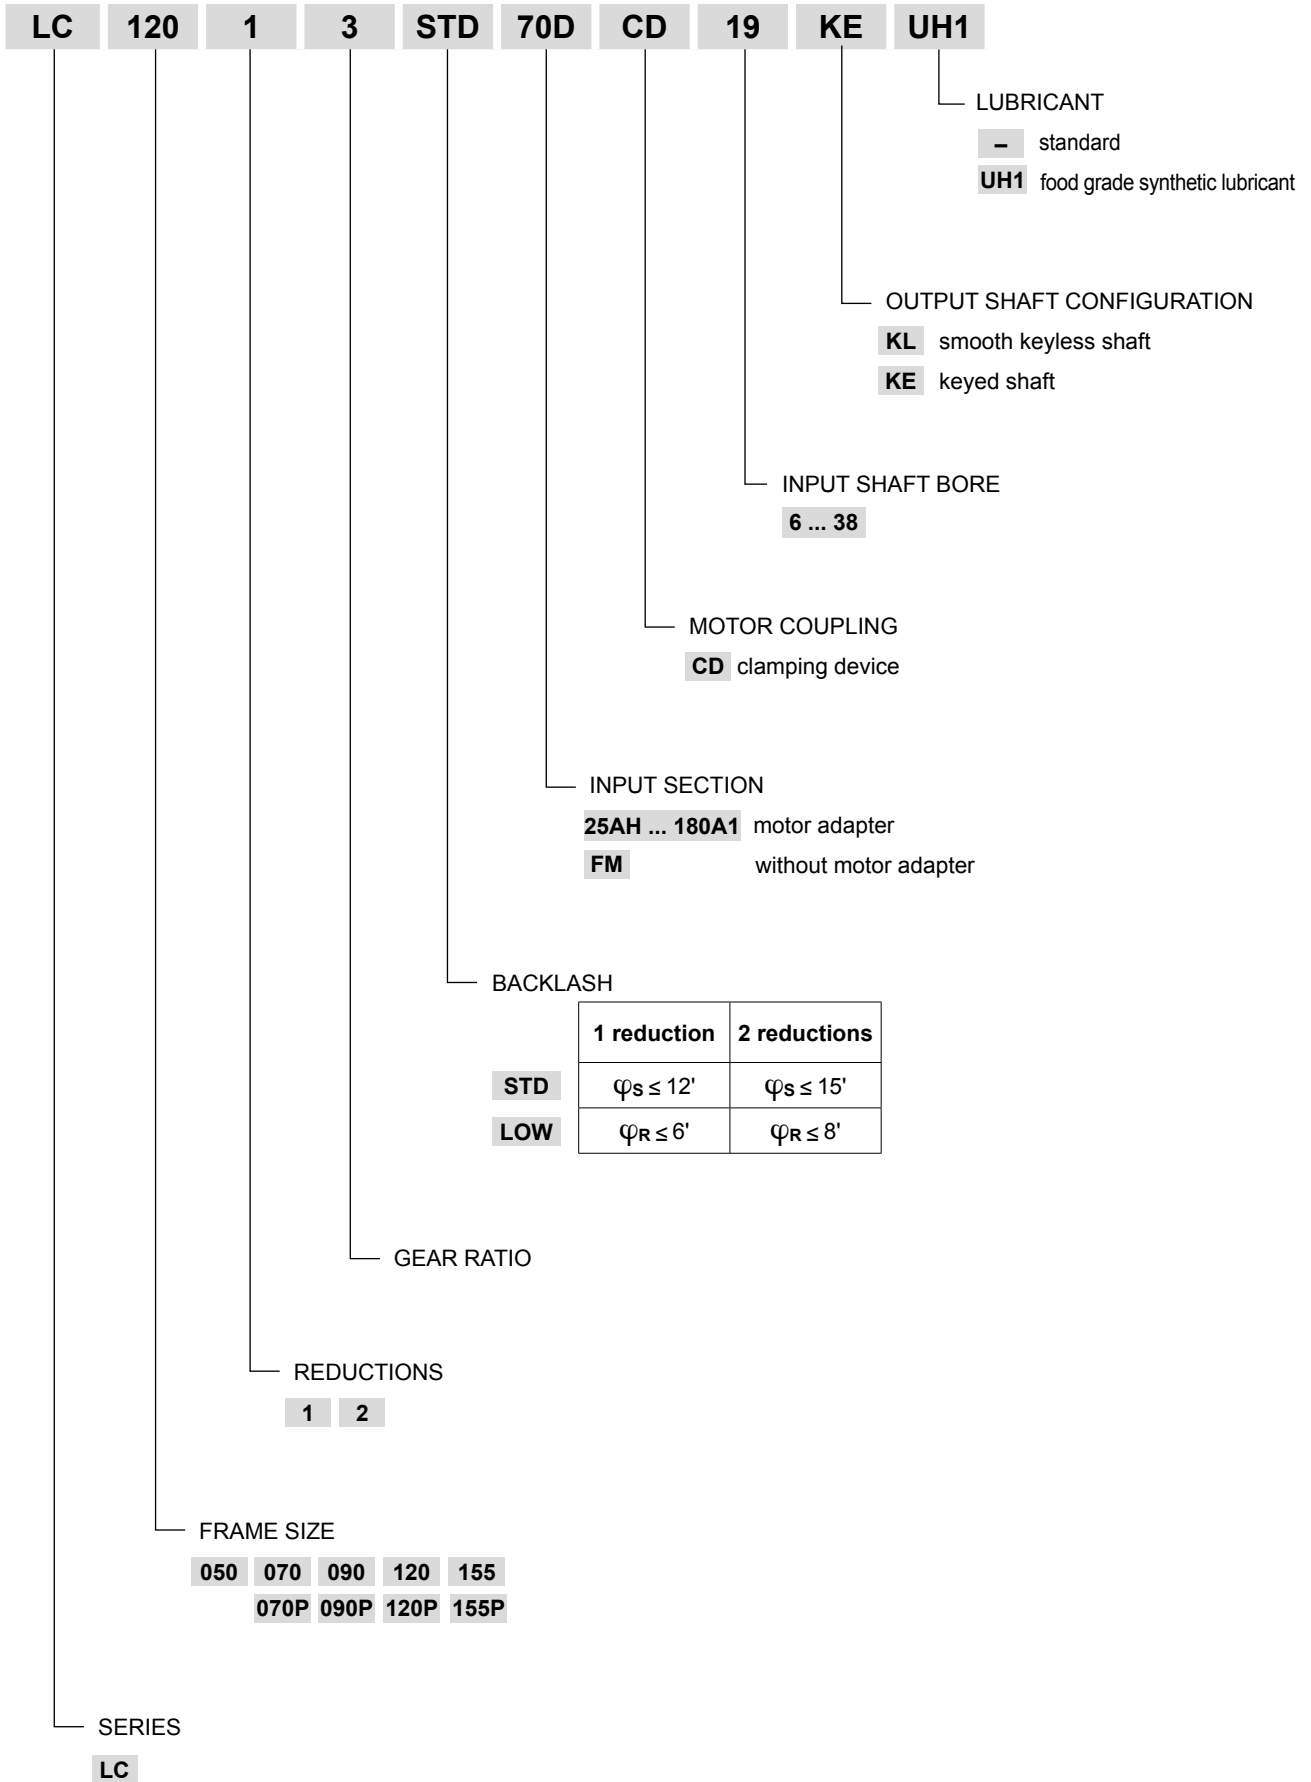 LC 120 1 3 STD 70D CD 19 KE UH1
LUBRICANT
– standard
UH1 food grade synthetic lubricant
OUTPUT SHAFT CONFIGURATION
KL smooth keyless shaft
KE keyed shaft
INPUT SHAFT BORE
6 ... 38
MOTOR COUPLING
CD clamping device
INPUT SECTION
25AH ... 180A1 motor adapter
FM without motor adapter
BACKLASH
1 reduction 2 reductions
STD φS ≤ 12' φS ≤ 15'
LOW φR ≤ 6' φR ≤ 8'
GEAR RATIO
REDUCTIONS
1 2
FRAME SIZE
050 070 090 120 155
070P 090P 120P 155P
SERIES
LC